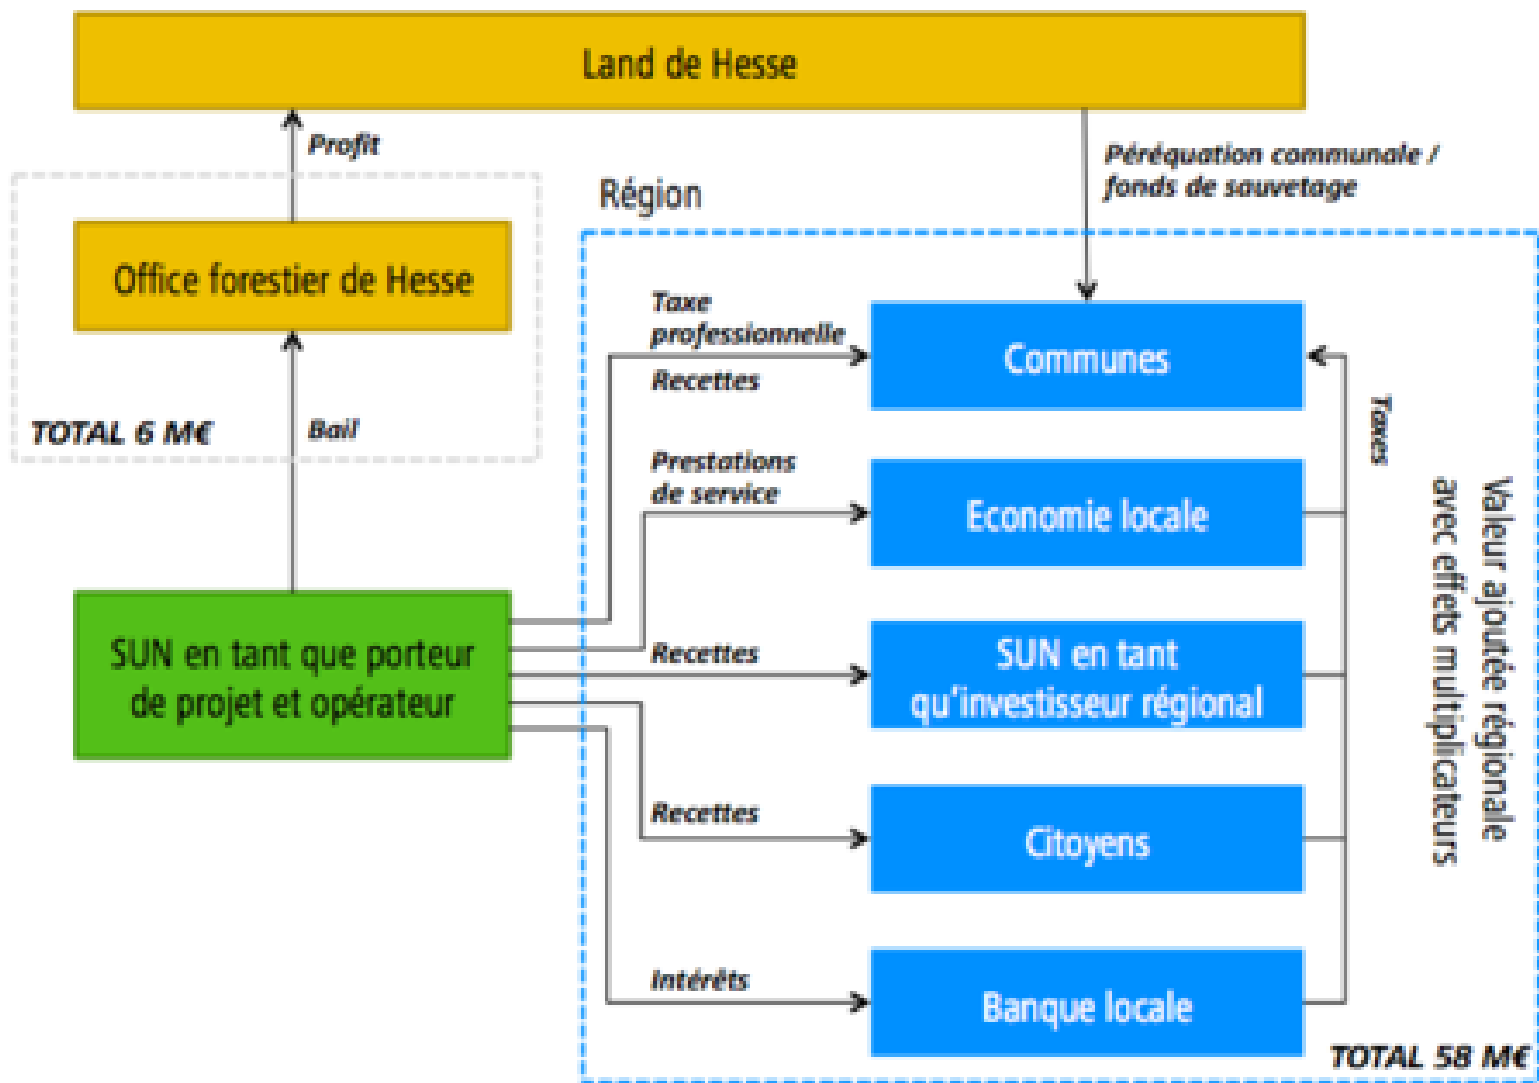 Land de Hesse
Profit
Péréquation communale /
fonds de sauvetage
Région
Office forestier de Hesse
TOTAL 6 M€
Bail
Taxe
professionnelle
Recettes
Communes
Taxes
Prestations
de service
Economie locale
SUN en tant que porteur
de projet et opérateur
Recettes
SUN en tant
qu'investisseur régional
Recettes
Citoyens
Intérêts
Banque locale
Valeur ajoutée régionale
avec effets multiplicateurs
TOTAL 58 M€